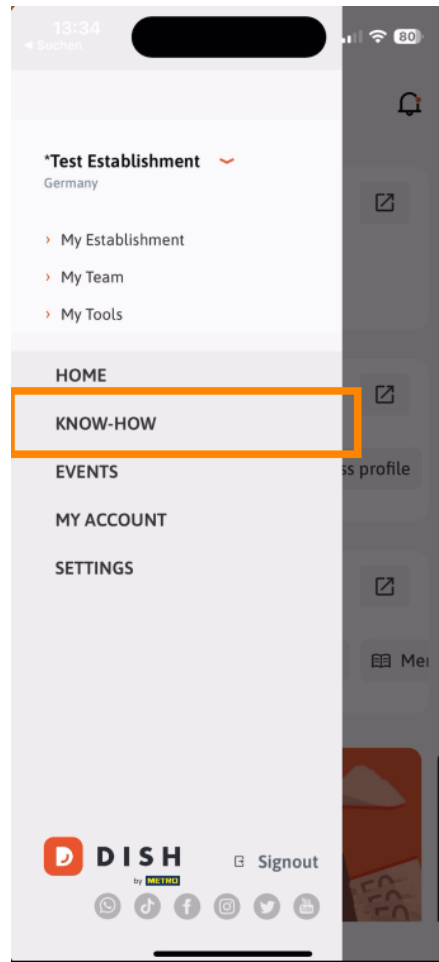 13:34
80
◂ Suchen
*Test Establishment
Germany
› My Establishment
› My Team
› My Tools
HOME
KNOW-HOW
EVENTS
ss profile
MY ACCOUNT
SETTINGS
Mer
DISH
Signout
by METRO